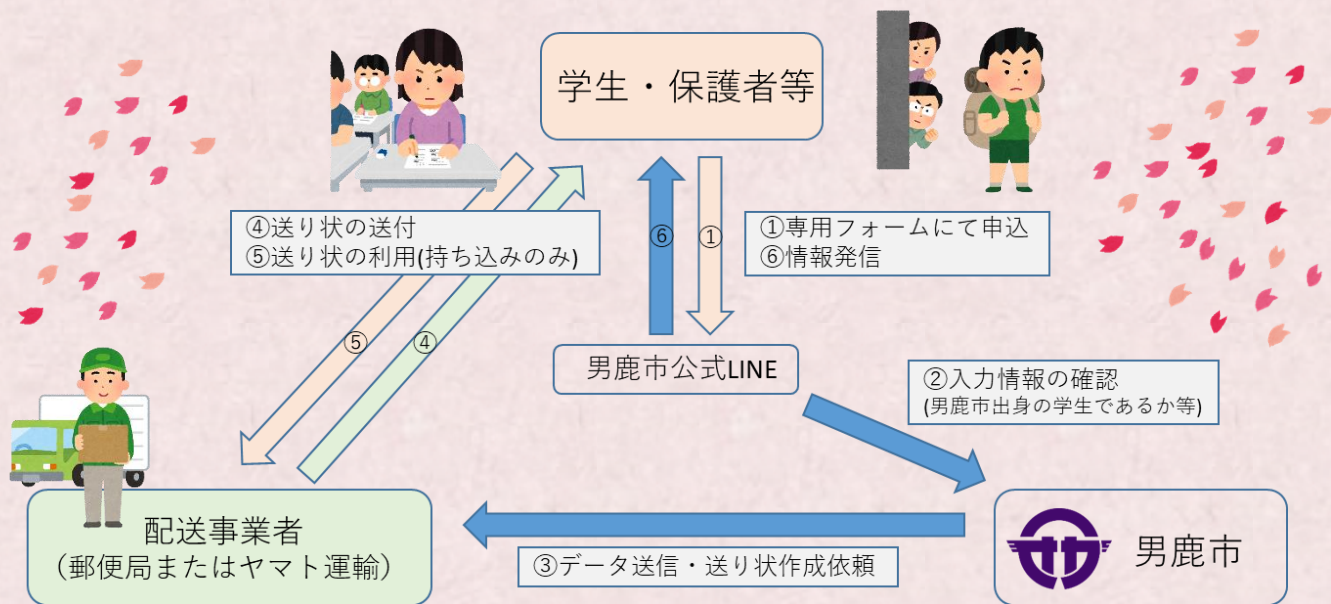 学生・保護者等
④送り状の送付
⑤送り状の利用(持ち込みのみ)
⑥
①
①専用フォームにて申込
⑥情報発信
⑤
④
男鹿市公式LINE
②入力情報の確認
(男鹿市出身の学生であるか等)
配送事業者
(郵便局またはヤマト運輸)
③データ送信・送り状作成依頼
男鹿市